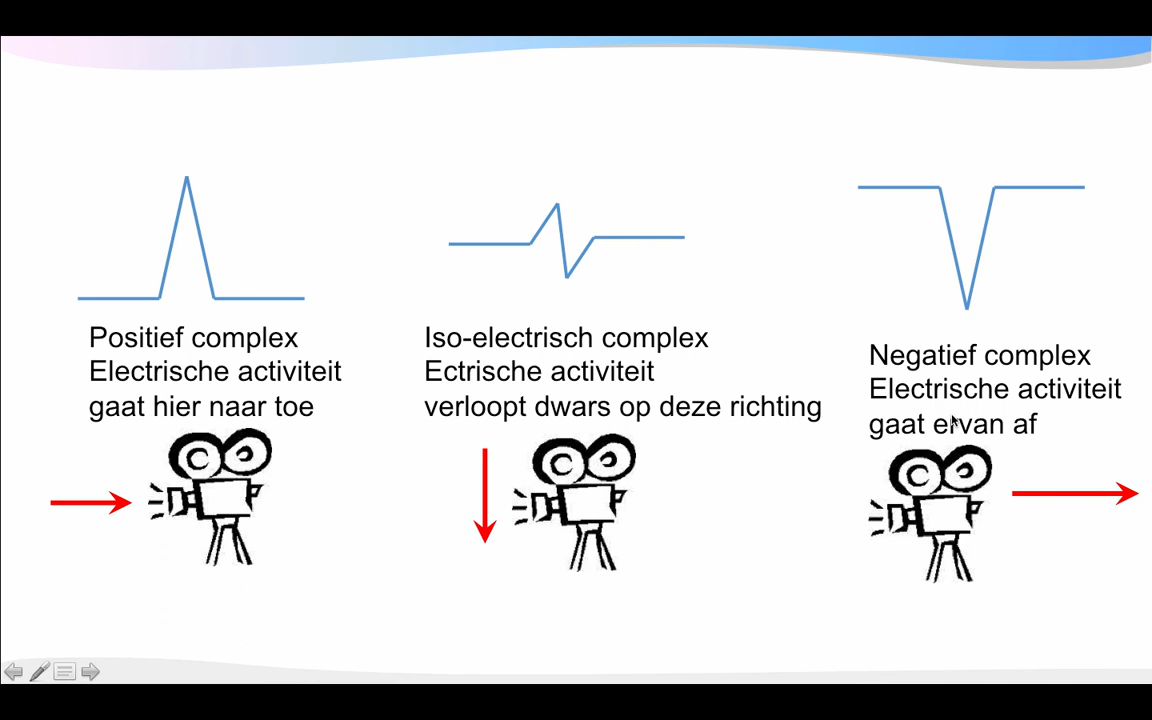 Positief complex
Electrische activiteit
gaat hier naar toe
Iso-electrisch complex
Ectrische activiteit
verloopt dwars op deze richting
Negatief complex
Electrische activiteit
gaat ervan af